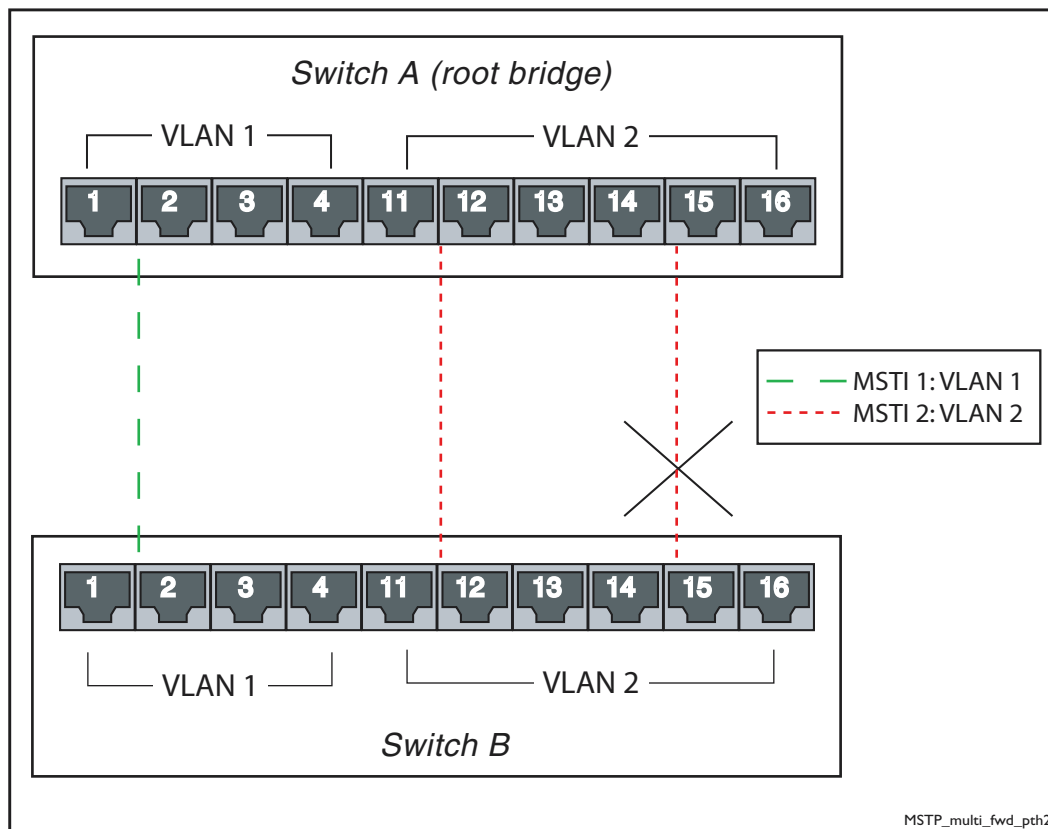 Switch A (root bridge)
VLAN 1 VLAN 2
1 2 3 4 11 12 13 14 15 16
MSTI 1: VLAN 1
MSTI 2: VLAN 2
1 2 3 4 11 12 13 14 15 16
VLAN 1 VLAN 2
Switch B
MSTP_multi_fwd_pth2